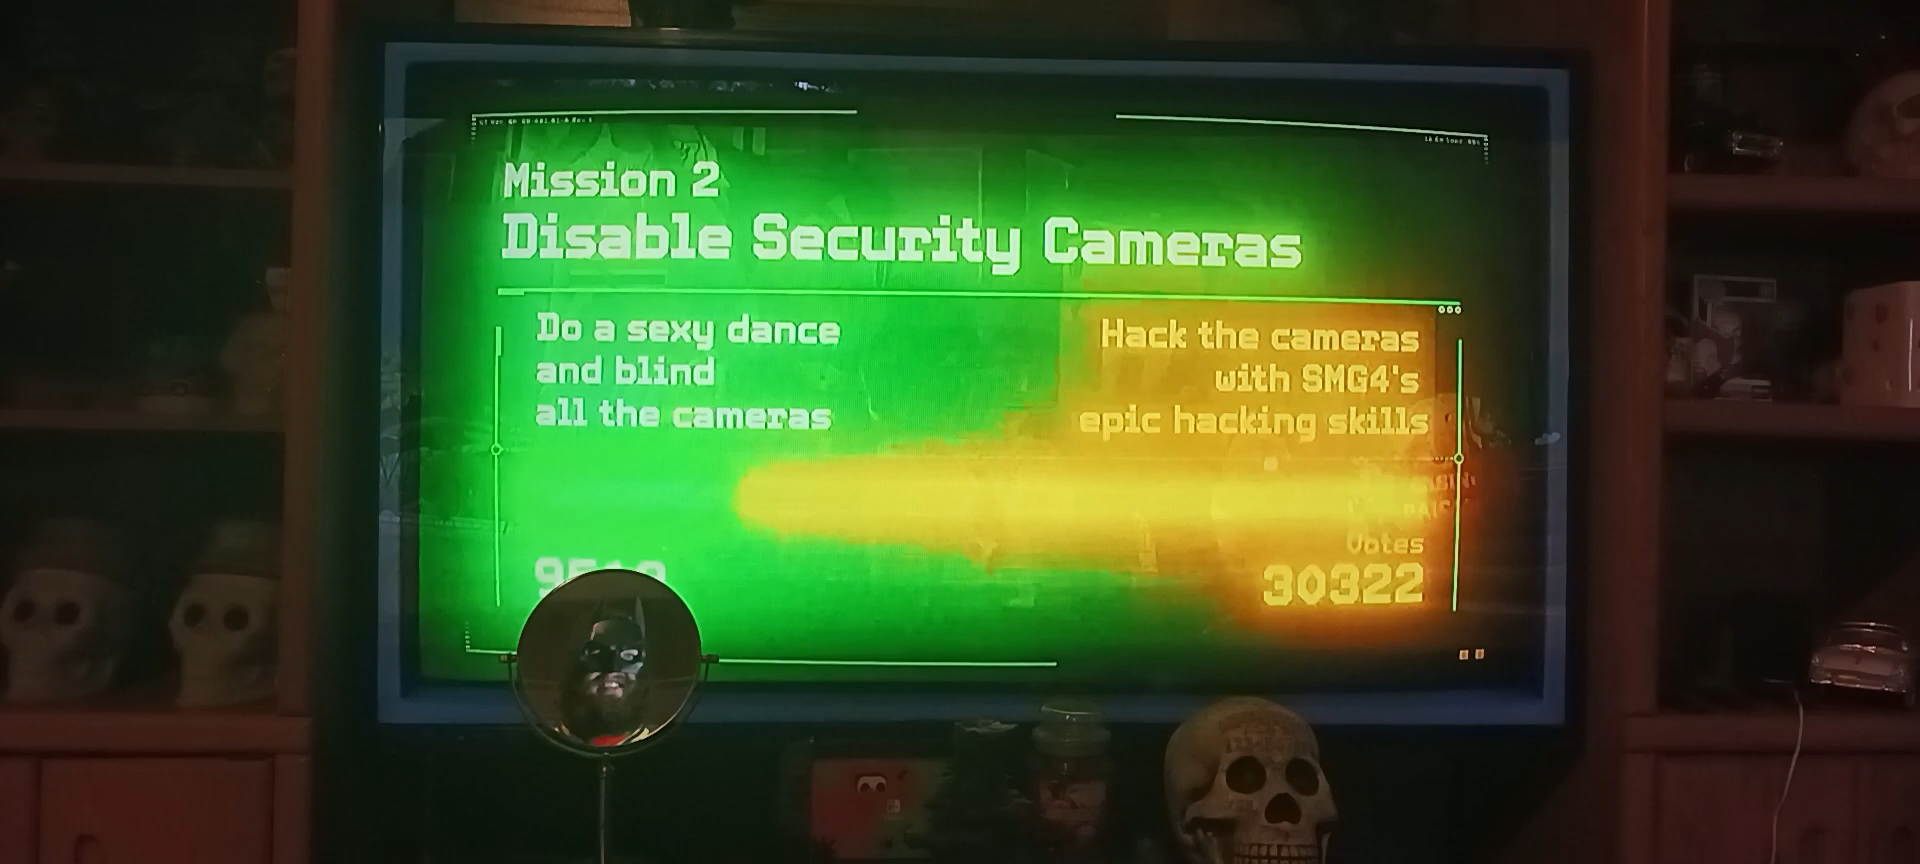 Mission 2
Disable Security Cameras
Do a sexy dance
and blind
all the cameras
Hack the cameras
with SMG4's
epic hacking skills
Votes
30322